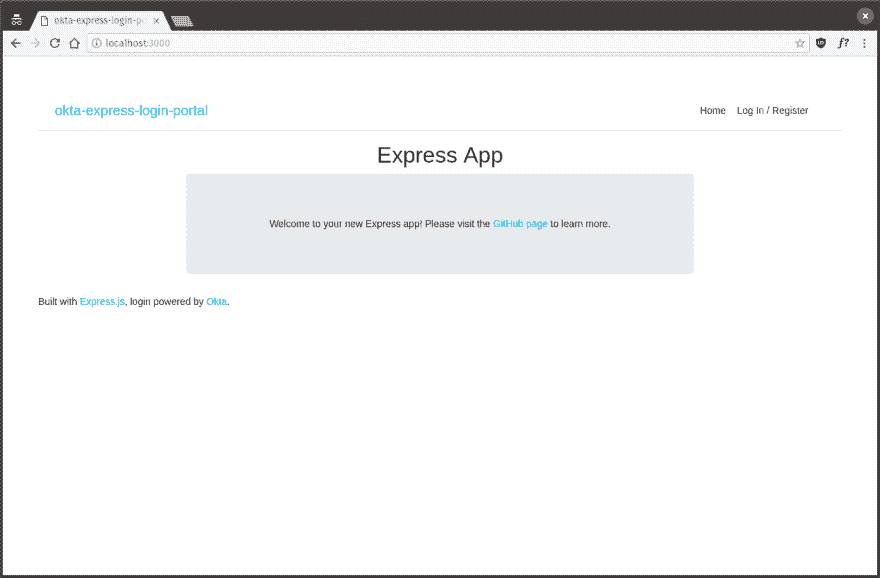 okta-express-login-po
localhost:3000
f?
okta-express-login-portal
Home Log In / Register
Express App
Welcome to your new Express app! Please visit the GitHub page to learn more.
Built with Express.js, login powered by Okta.